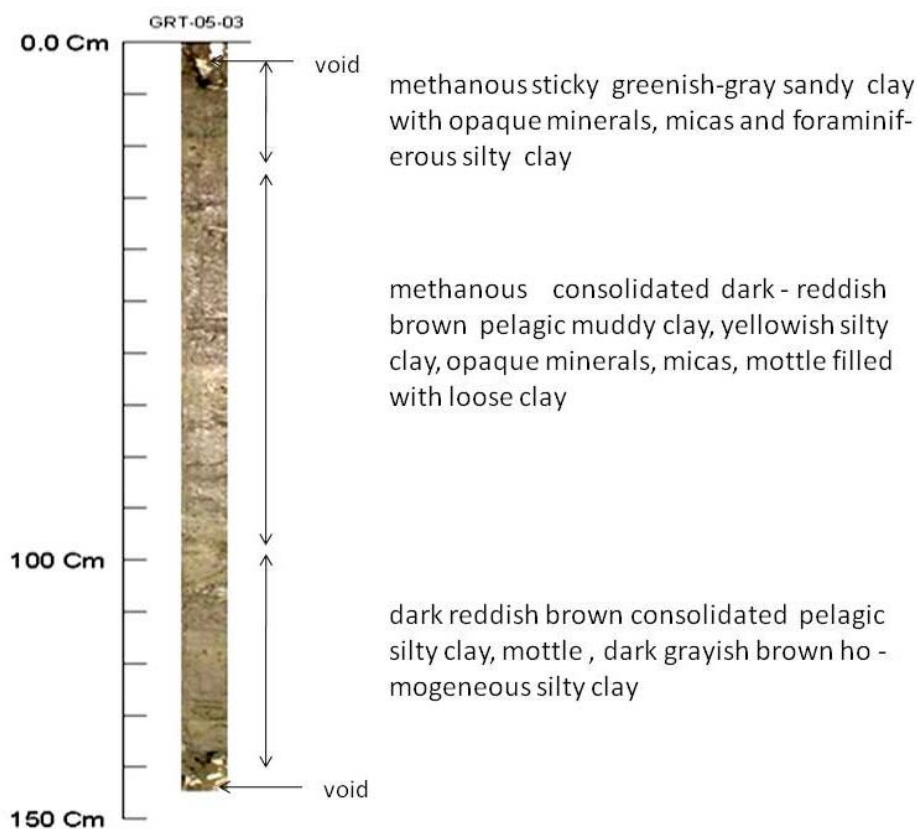 GRT-05-03
0.0 Cm
void
methanous sticky greenish-gray sandy clay
with opaque minerals, micas and foraminif-
erous silty clay
methanous consolidated dark - reddish
brown pelagic muddy clay, yellowish silty
clay, opaque minerals, micas, mottle filled
with loose clay
100 Cm
dark reddish brown consolidated pelagic
silty clay, mottle , dark grayish brown ho -
mogeneous silty clay
void
150 Cm